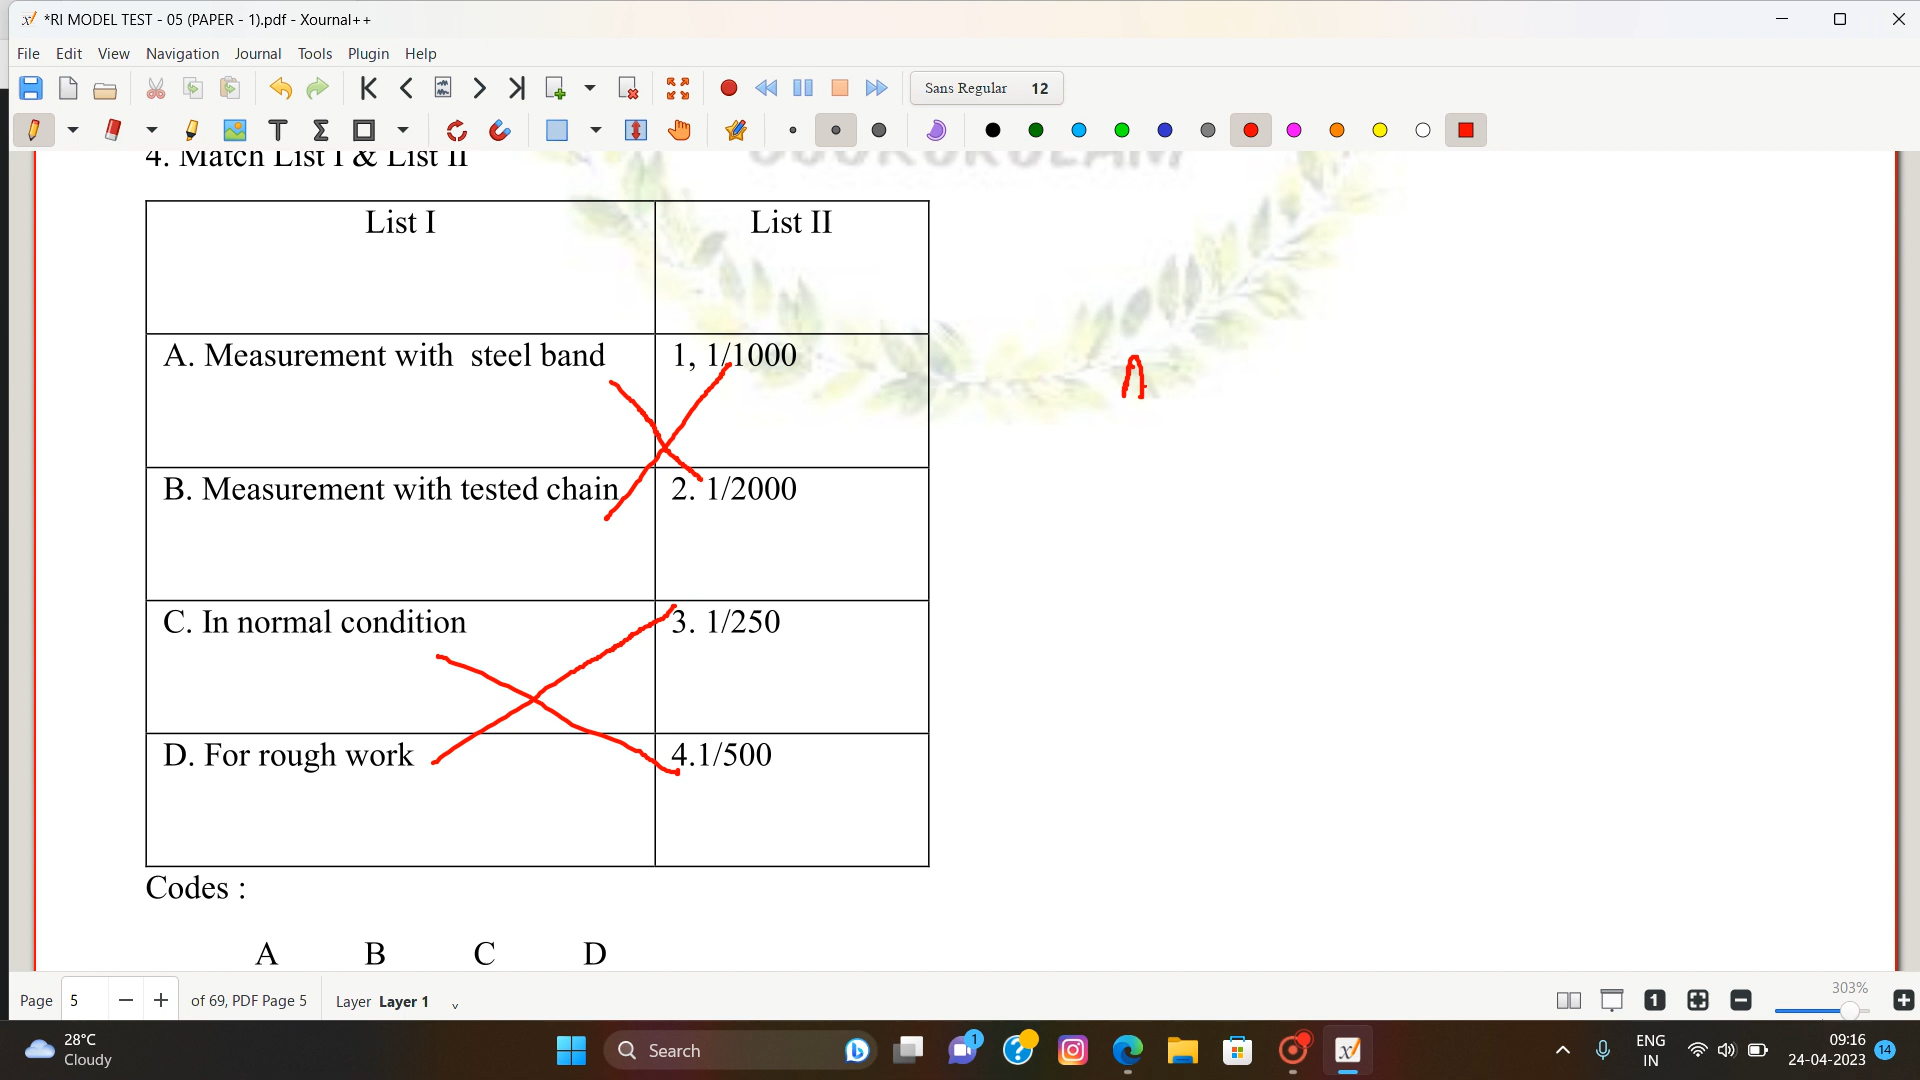 *RI MODEL TEST - 05 (PAPER - 1).pdf - Xournal++
File Edit View Navigation Journal Tools Plugin Help
Sans Regular 12
4. Match List I & List II
List I List II
A. Measurement with steel band 1, 1/1000
B. Measurement with tested chain 2. 1/2000
C. In normal condition 3. 1/250
D. For rough work 4.1/500
Codes :
A B C D
Page 5 of 69, PDF Page 5 Layer Layer 1
303%
28°C
Cloudy
Search
1
ENG
IN
09:16
24-04-2023
14